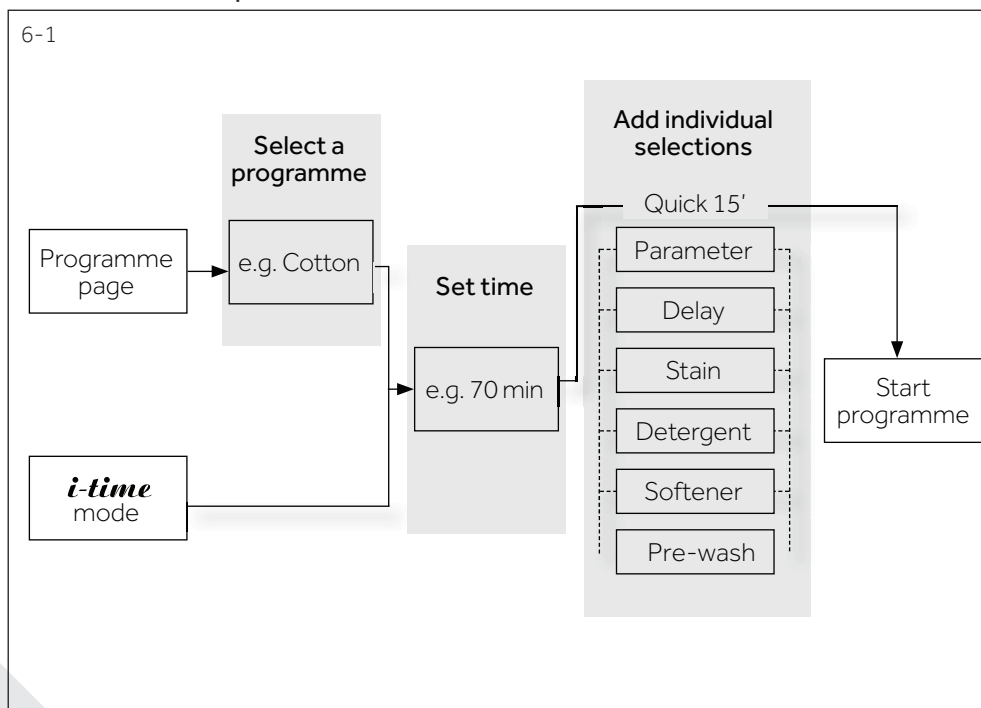 6-1
Select a
programme
Programme
page
e.g. Cotton
i-time
mode
Set time
e.g. 70 min
Add individual
selections
Quick 15'
Parameter
Delay
Stain
Detergent
Softener
Pre-wash
Start
programme